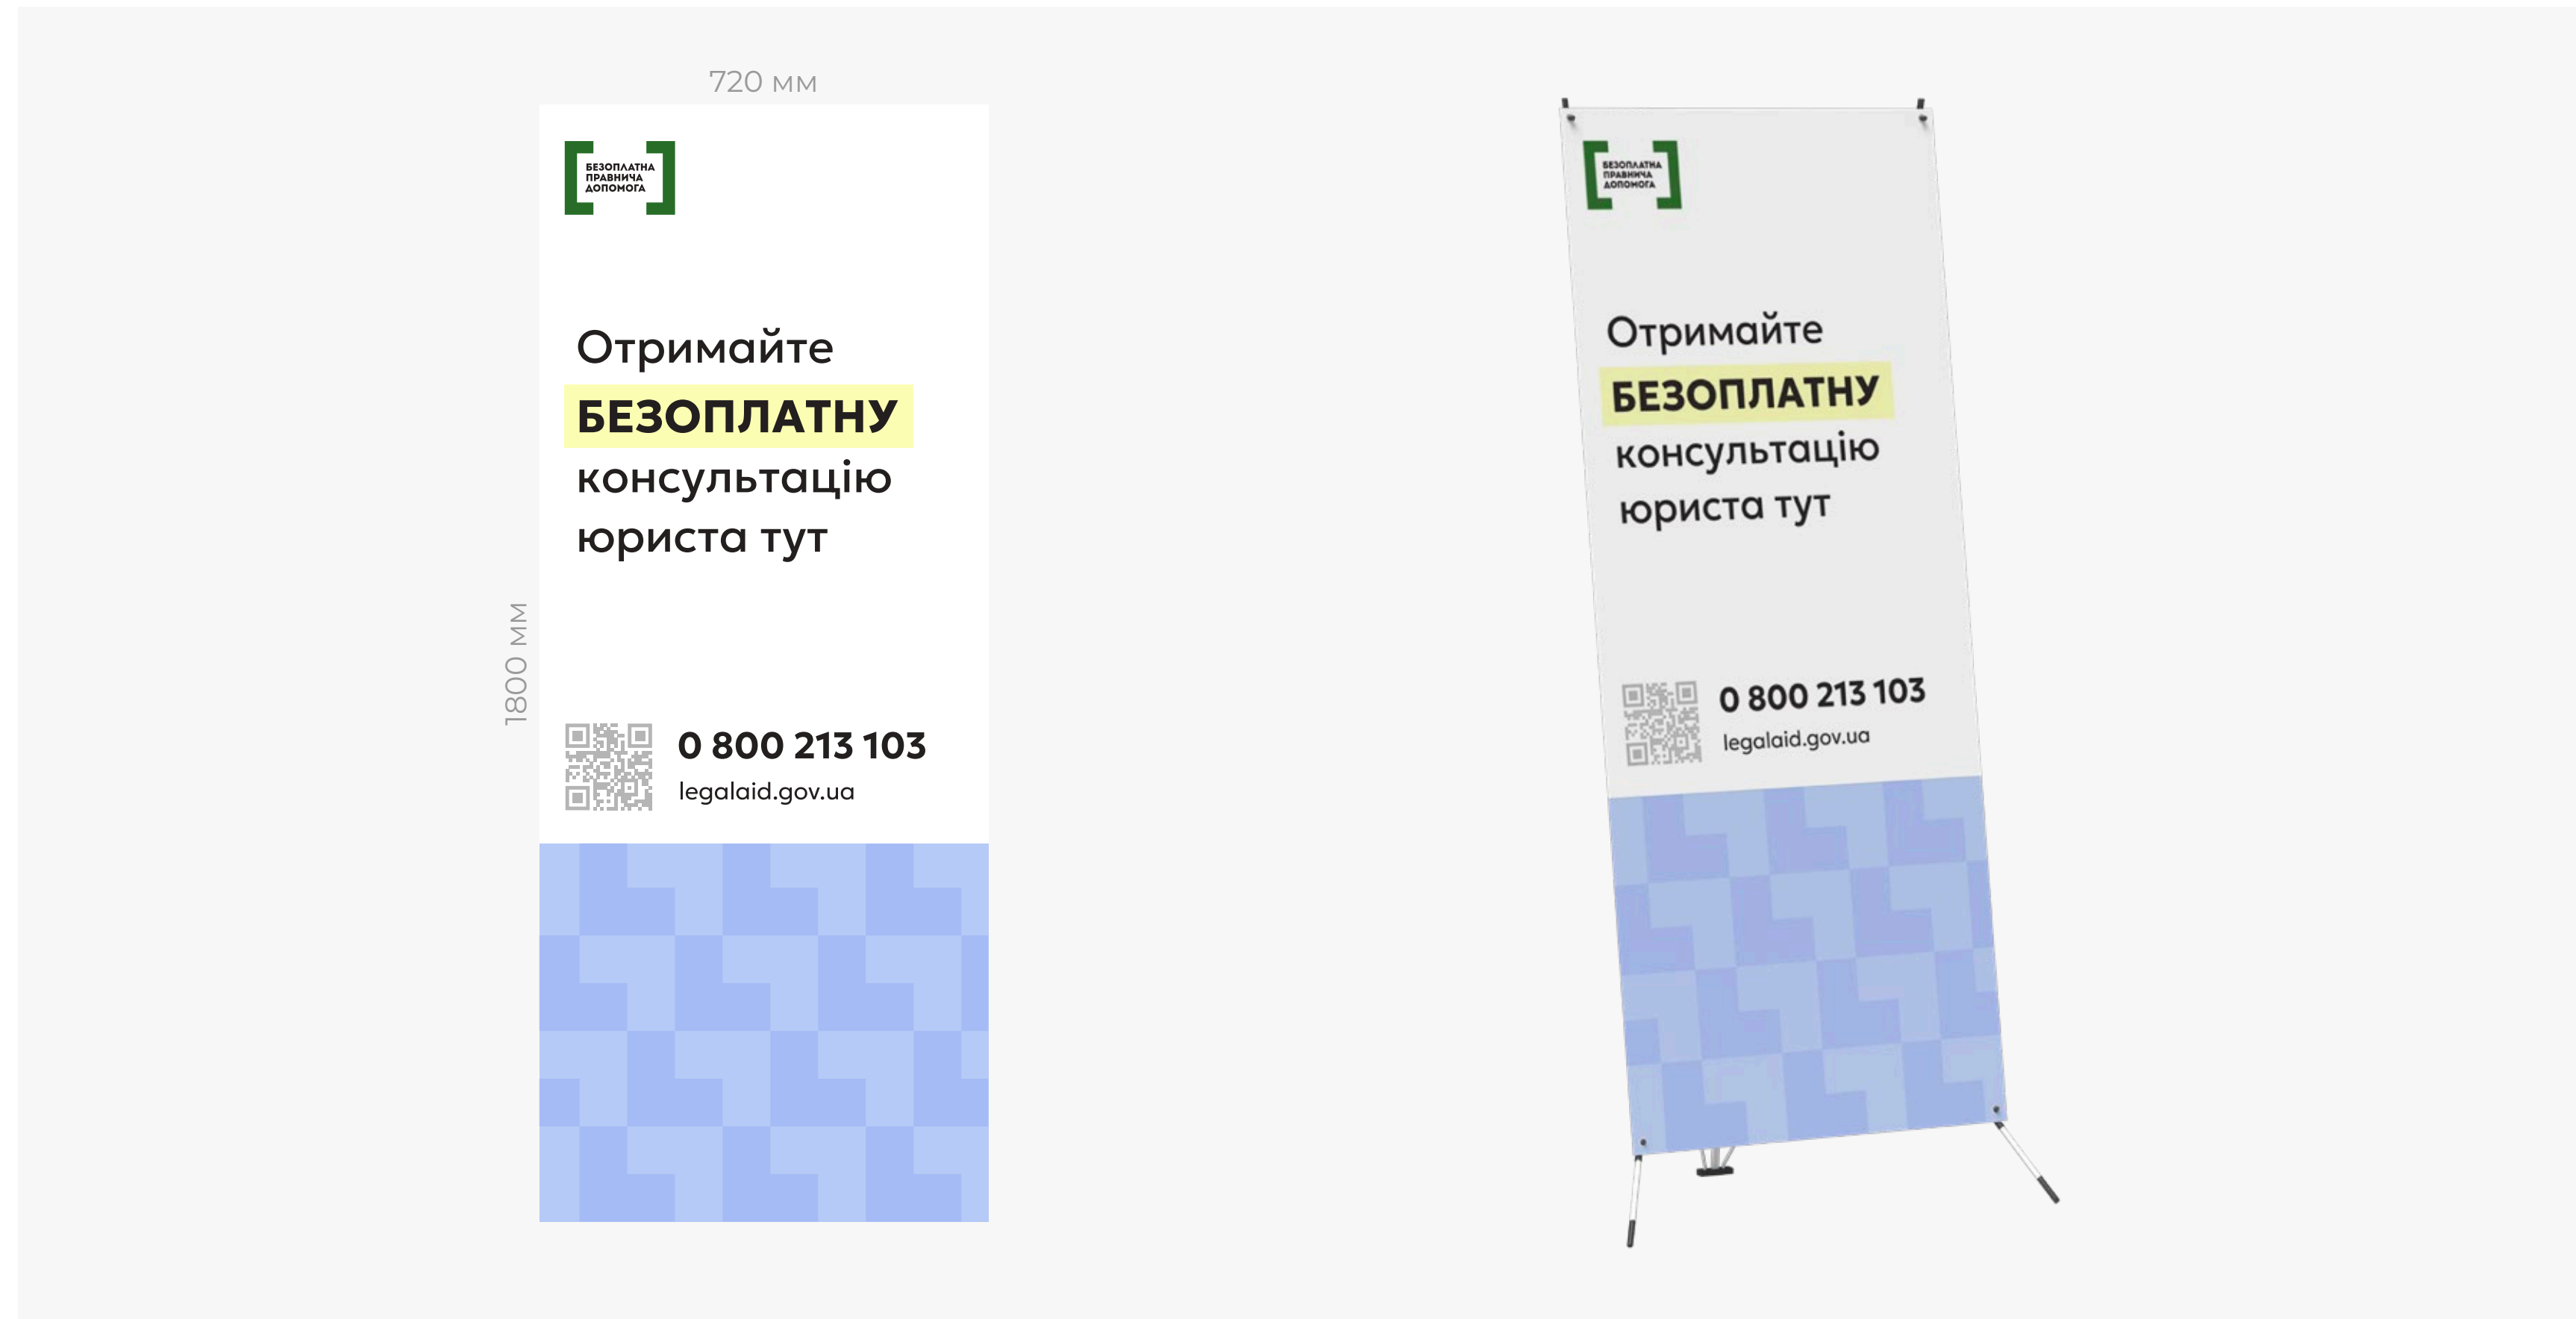 720 мм
БЕЗОПЛАТНА
ПРАВНИЧА
ДОПОМОГА
Отримайте
БЕЗОПЛАТНУ
консультацію
юриста тут
1800 мм
0 800 213 103
legalaid.gov.ua
БЕЗОПЛАТНА
ПРАВНИЧА
ДОПОМОГА
Отримайте
БЕЗОПЛАТНУ
консультацію
юриста тут
0 800 213 103
legalaid.gov.ua